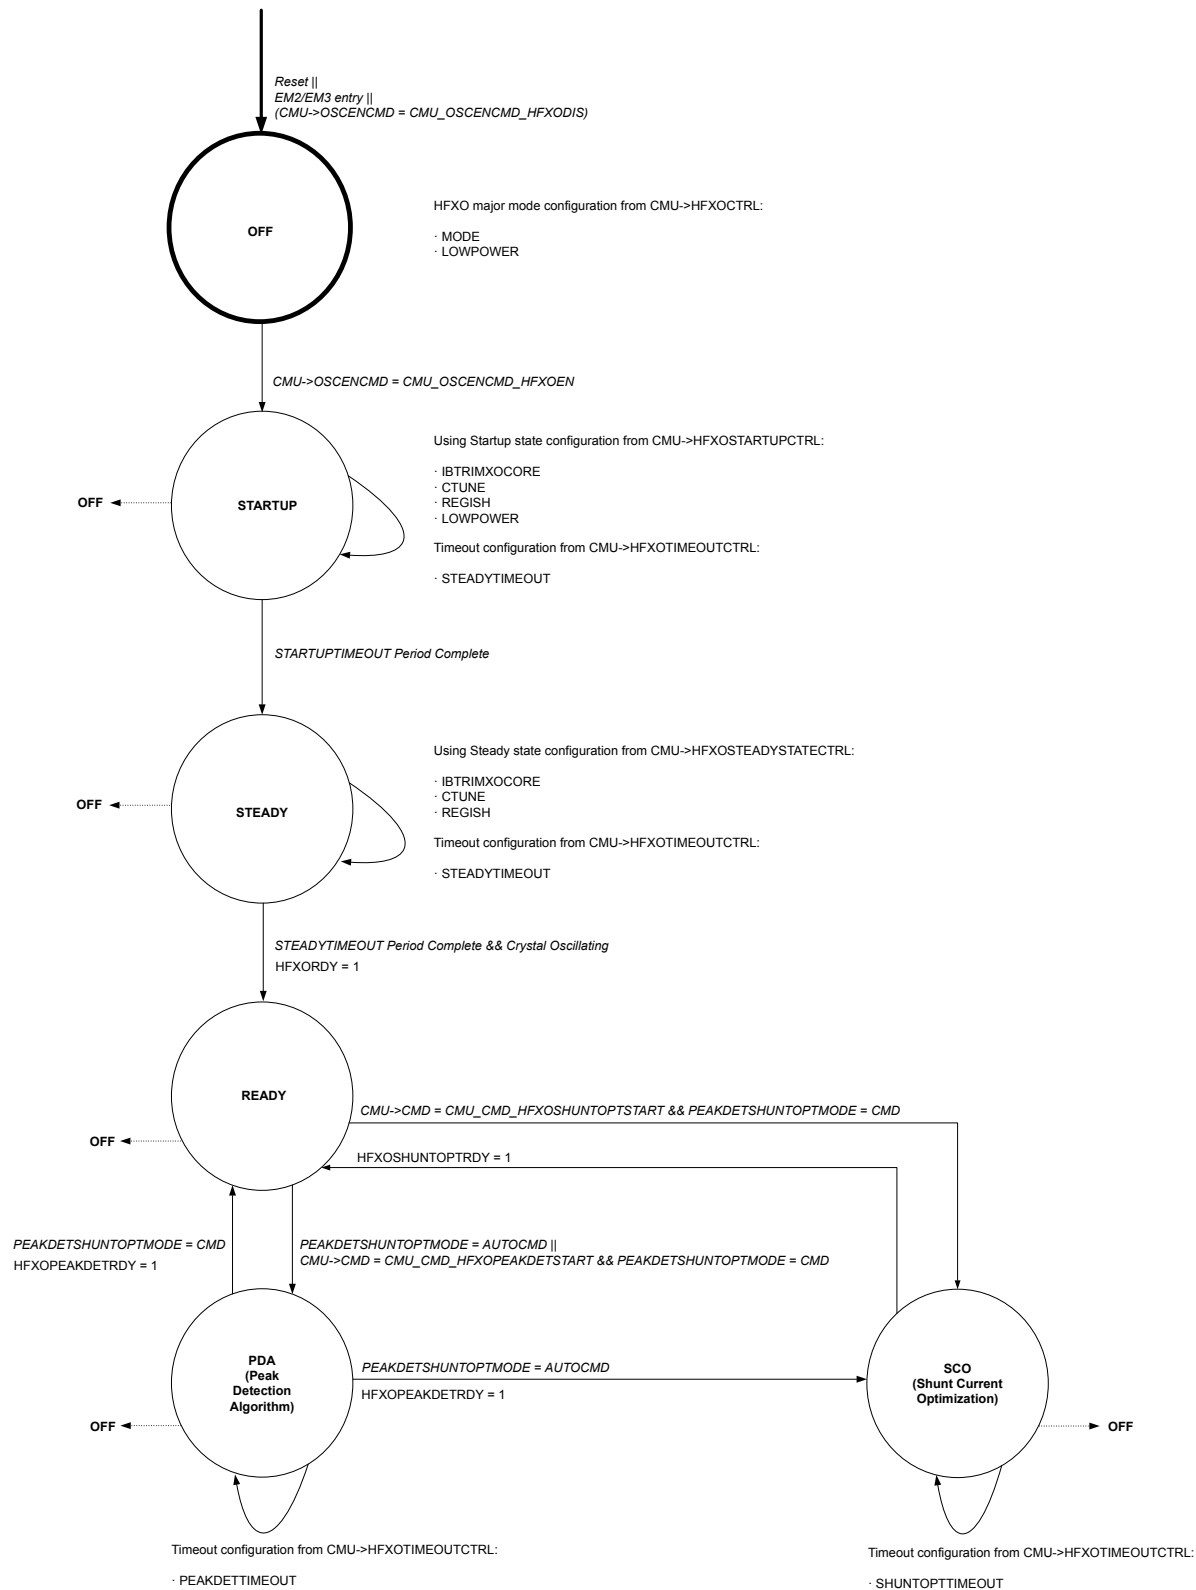 Reset ||
EM2/EM3 entry ||
(CMU->OSCENCMD = CMU_OSCENCMD_HFXODIS)
OFF
HFXO major mode configuration from CMU->HFXOCTRL:
· MODE
· LOWPOWER
CMU->OSCENCMD = CMU_OSCENCMD_HFXOEN
Using Startup state configuration from CMU->HFXOSTARTUPCTRL:
· IBTRIMXOCORE
· CTUNE
· REGISH
· LOWPOWER
OFF
STARTUP
Timeout configuration from CMU->HFXOTIMEOUTCTRL:
· STEADYTIMEOUT
STARTUPTIMEOUT Period Complete
Using Steady state configuration from CMU->HFXOSTEADYSTATECTRL:
· IBTRIMXOCORE
· CTUNE
· REGISH
OFF
STEADY
Timeout configuration from CMU->HFXOTIMEOUTCTRL:
· STEADYTIMEOUT
STEADYTIMEOUT Period Complete && Crystal Oscillating
HFXORDY = 1
READY
CMU->CMD = CMU_CMD_HFXOSHUNTOPTSTART && PEAKDETSHUNTOPTMODE = CMD
OFF
HFXOSHUNTOPTRDY = 1
PEAKDETSHUNTOPTMODE = CMD
HFXOPEAKDETRDY = 1
PEAKDETSHUNTOPTMODE = AUTOCMD ||
CMU->CMD = CMU_CMD_HFXOPEAKDETSTART && PEAKDETSHUNTOPTMODE = CMD
PDA
(Peak
Detection
Algorithm)
PEAKDETSHUNTOPTMODE = AUTOCMD
HFXOPEAKDETRDY = 1
SCO
(Shunt Current
Optimization)
OFF
OFF
Timeout configuration from CMU->HFXOTIMEOUTCTRL:
· PEAKDETTIMEOUT
Timeout configuration from CMU->HFXOTIMEOUTCTRL:
· SHUNTOPTTIMEOUT